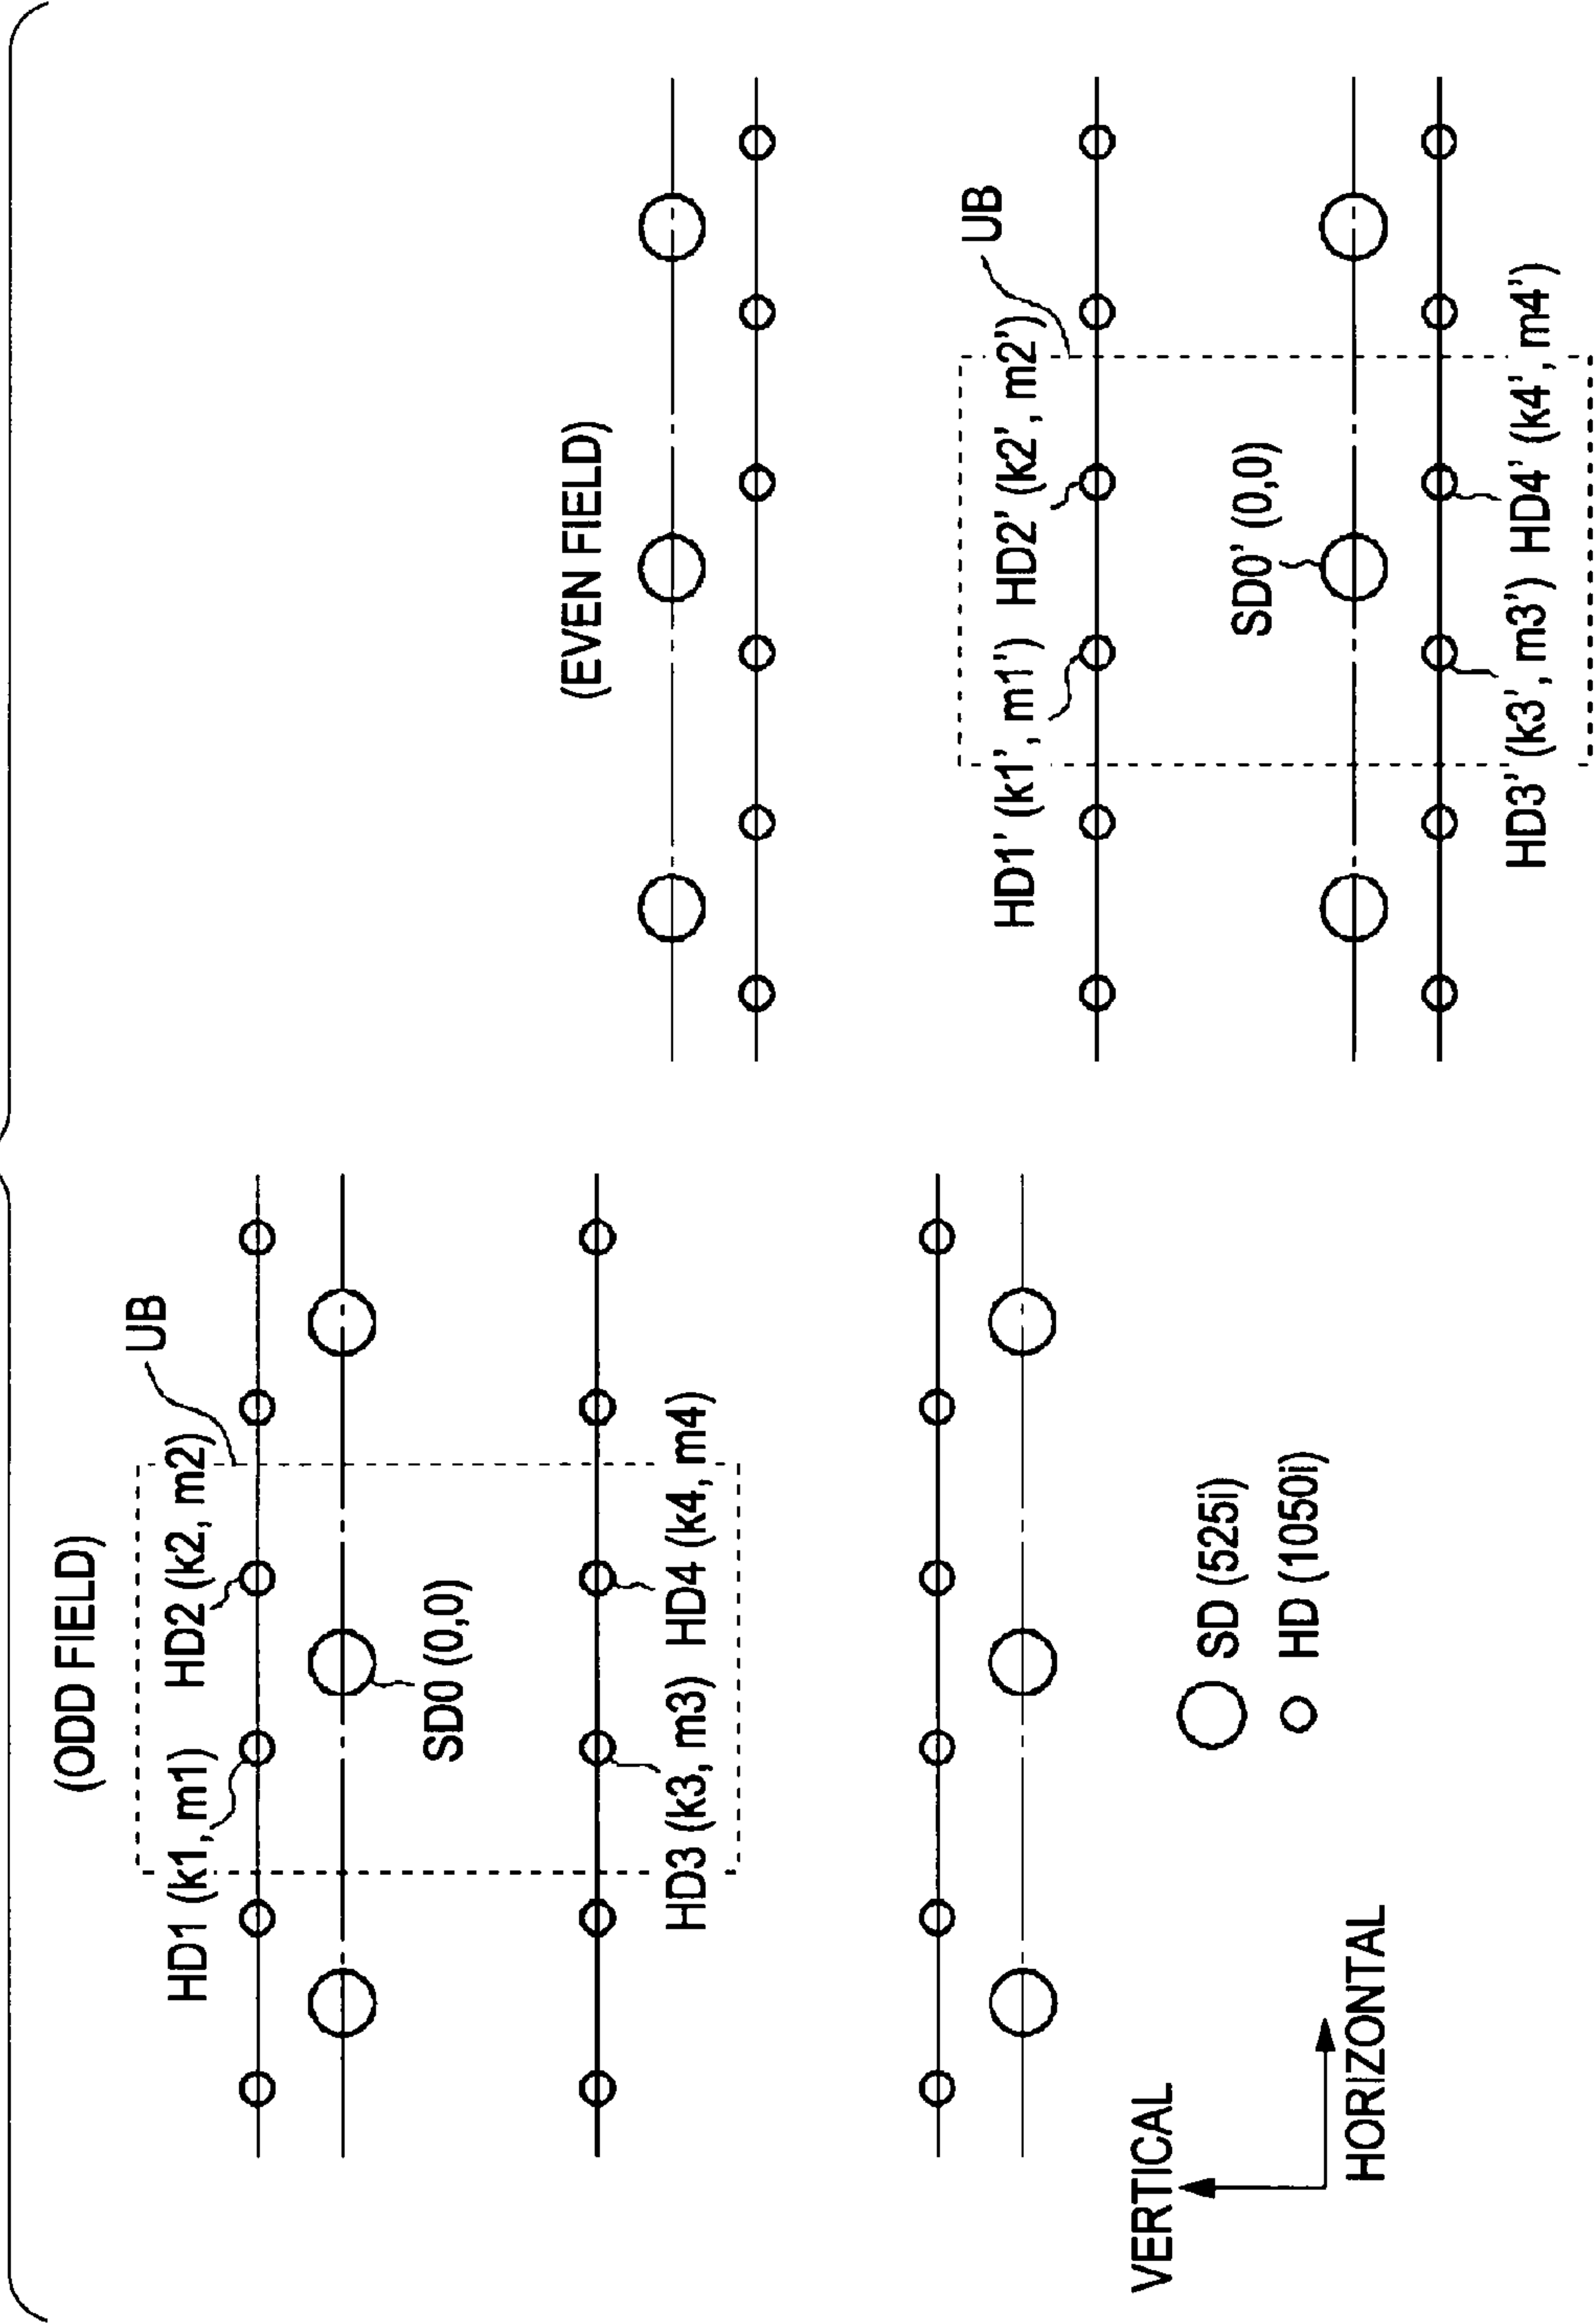 (ODD FIELD)
UB
HD1 (k1, m1) HD2 (k2, m2)
SD0 (0,0)
HD3 (k3, m3) HD4 (k4, m4)
(EVEN FIELD)
UB
HD1' (k1', m1') HD2' (k2', m2')
SD0' (0,0)
HD3' (k3', m3') HD4' (k4', m4')
SD (525i)
HD (1050i)
VERTICAL
HORIZONTAL